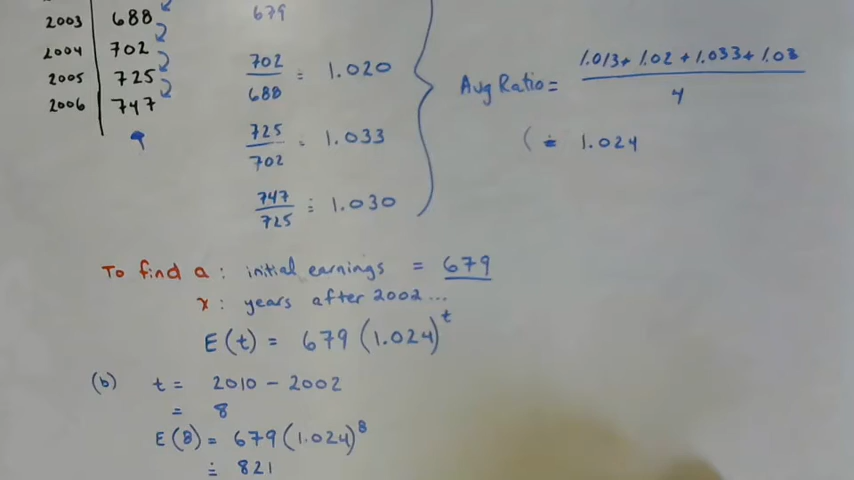 2003 688
2004 702
2005 725
2006 747
679
702/688 ≐ 1.020
725/702 ≐ 1.033
747/725 ≐ 1.030
Avg Ratio = (1.013 + 1.02 + 1.033 + 1.03)/4
( ≐ 1.024
To find a : initial earnings = 679
x : years after 2002 ...
E(t) = 679 (1.024)^t
(b) t = 2010 - 2002
= 8
E(8) = 679 (1.024)^8
≐ 821